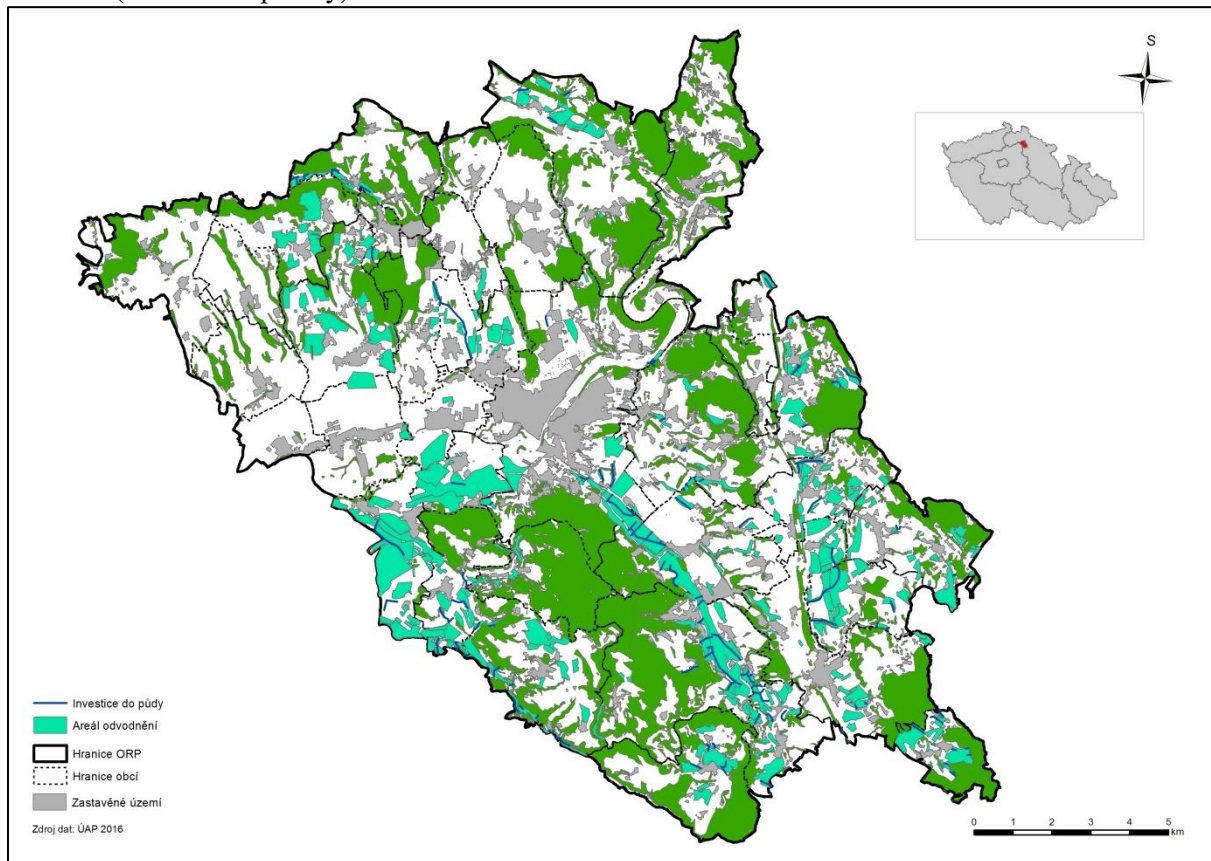 S
Investice do půdy
Areál odvodnění
Hranice ORP
Hranice obcí
Zastavěné území
Zdroj dat: ÚAP 2016
0 1 2 3 4 5
km